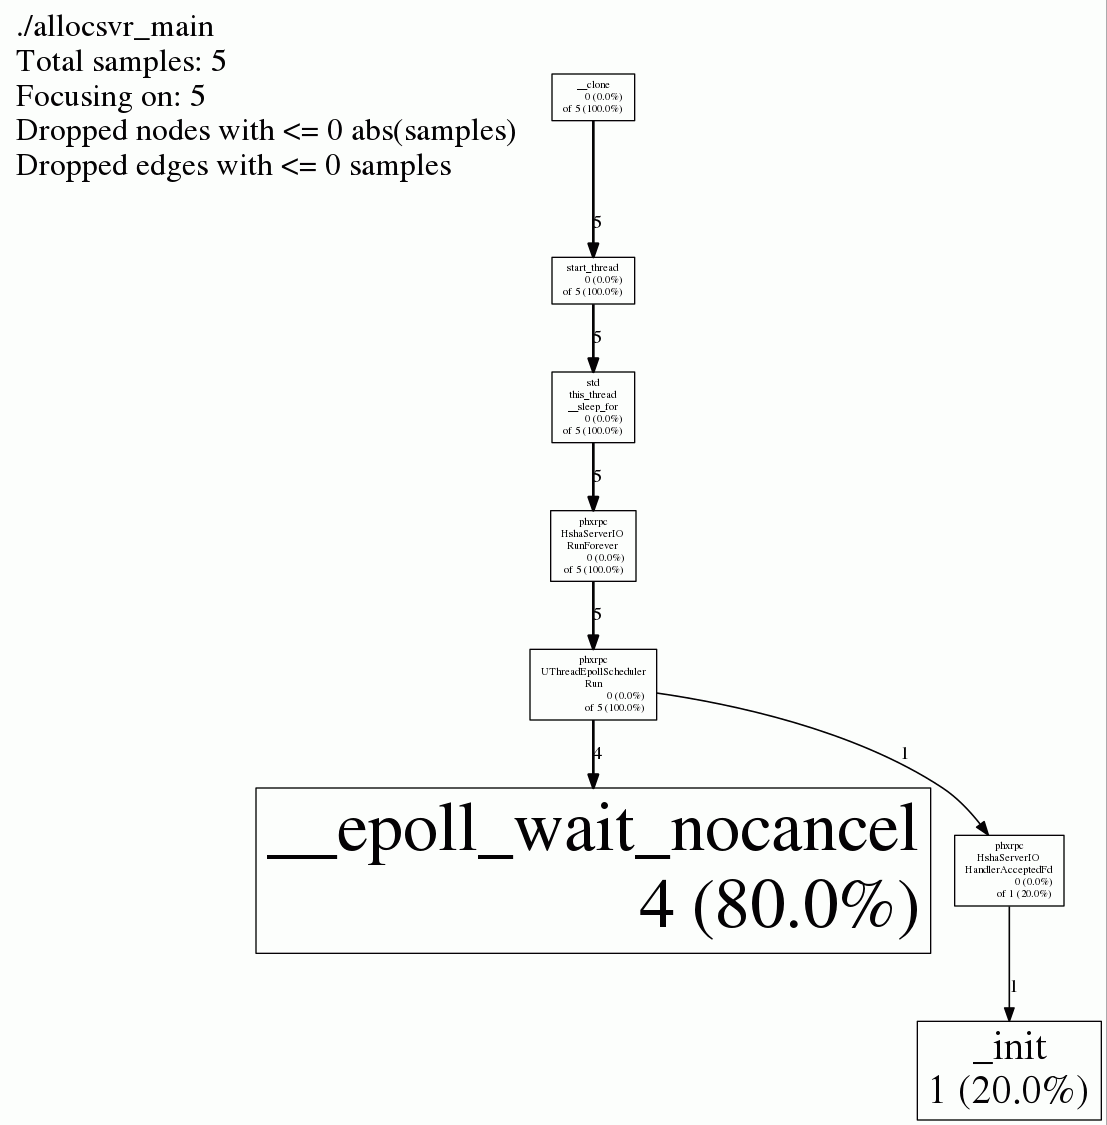 ./allocsvr_main
Total samples: 5
Focusing on: 5
Dropped nodes with <= 0 abs(samples)
Dropped edges with <= 0 samples
__clone
0 (0.0%)
of 5 (100.0%)
5
start_thread
0 (0.0%)
of 5 (100.0%)
5
std
this_thread
__sleep_for
0 (0.0%)
of 5 (100.0%)
5
phxrpc
HshaServerIO
RunForever
0 (0.0%)
of 5 (100.0%)
5
phxrpc
UThreadEpollScheduler
Run
0 (0.0%)
of 5 (100.0%)
4
1
__epoll_wait_nocancel
4 (80.0%)
phxrpc
HshaServerIO
HandlerAcceptedFd
0 (0.0%)
of 1 (20.0%)
1
_init
1 (20.0%)